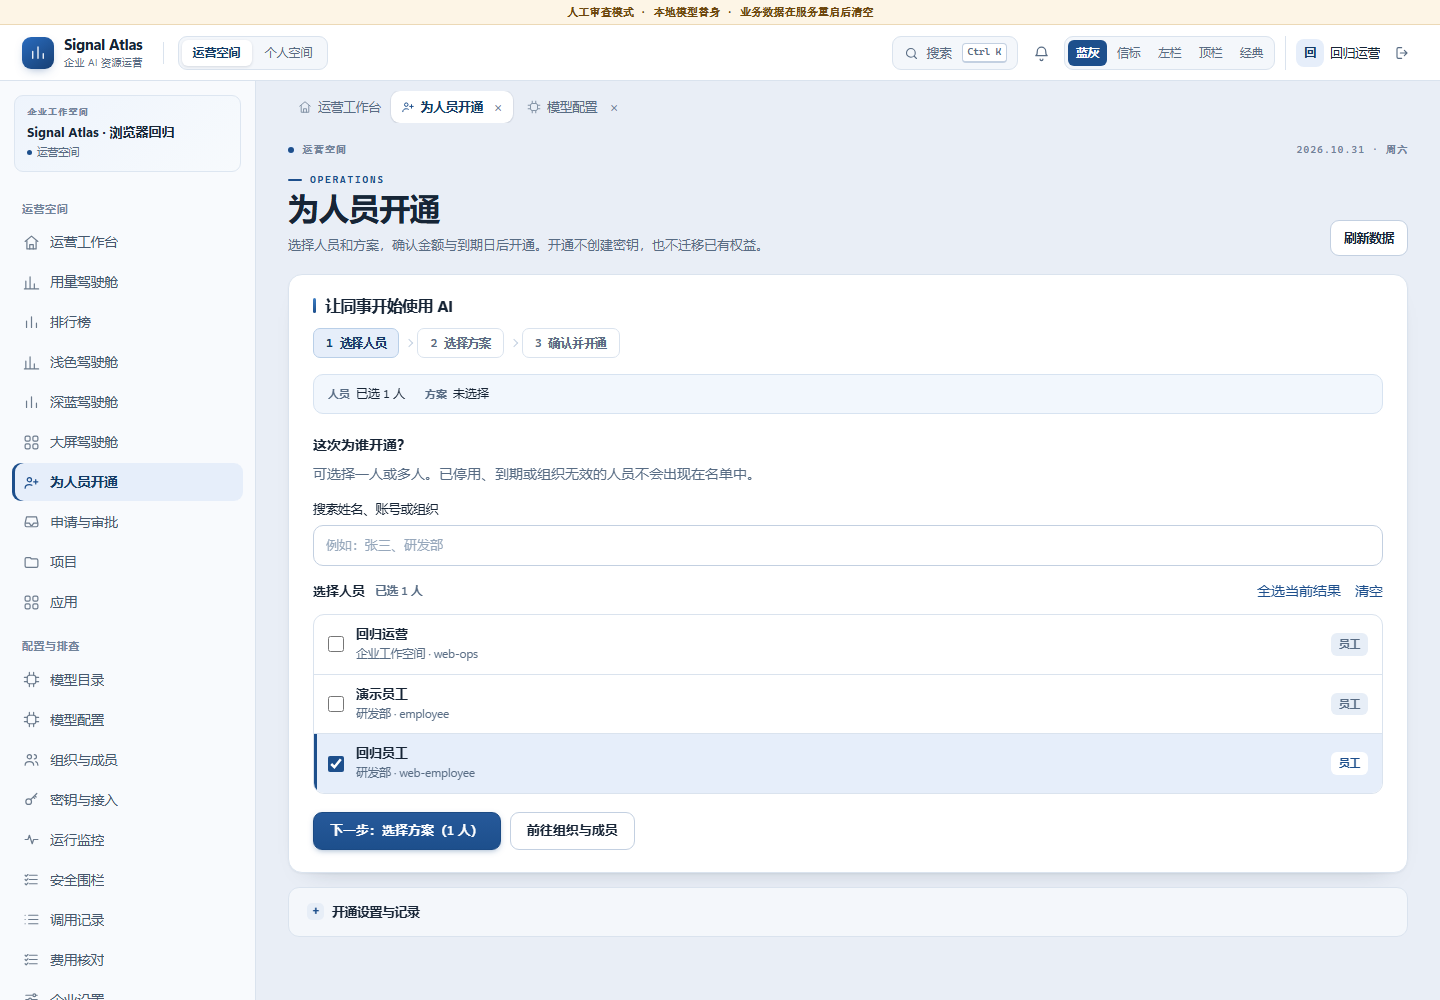 人工审查模式 · 本地模型替身 · 业务数据在服务重启后清空
Signal Atlas
企业 AI 资源运营
运营空间 个人空间
搜索 Ctrl K
蓝灰 信标 左栏 顶栏 经典
回 回归运营
企业工作空间
Signal Atlas · 浏览器回归
运营空间
运营空间
运营工作台
用量驾驶舱
排行榜
浅色驾驶舱
深蓝驾驶舱
大屏驾驶舱
为人员开通
申请与审批
项目
应用
配置与排查
模型目录
模型配置
组织与成员
密钥与接入
运行监控
安全围栏
调用记录
费用核对
企业设置
运营工作台 为人员开通 × 模型配置 ×
运营空间
2026.10.31 · 周六
OPERATIONS
为人员开通
选择人员和方案，确认金额与到期日后开通。开通不创建密钥，也不迁移已有权益。
刷新数据
让同事开始使用 AI
1 选择人员 2 选择方案 3 确认并开通
人员 已选 1 人 方案 未选择
这次为谁开通？
可选择一人或多人。已停用、到期或组织无效的人员不会出现在名单中。
搜索姓名、账号或组织
例如：张三、研发部
选择人员 已选 1 人
全选当前结果 清空
回归运营
企业工作空间 · web-ops
员工
演示员工
研发部 · employee
员工
回归员工
研发部 · web-employee
员工
下一步：选择方案（1 人）
前往组织与成员
+ 开通设置与记录